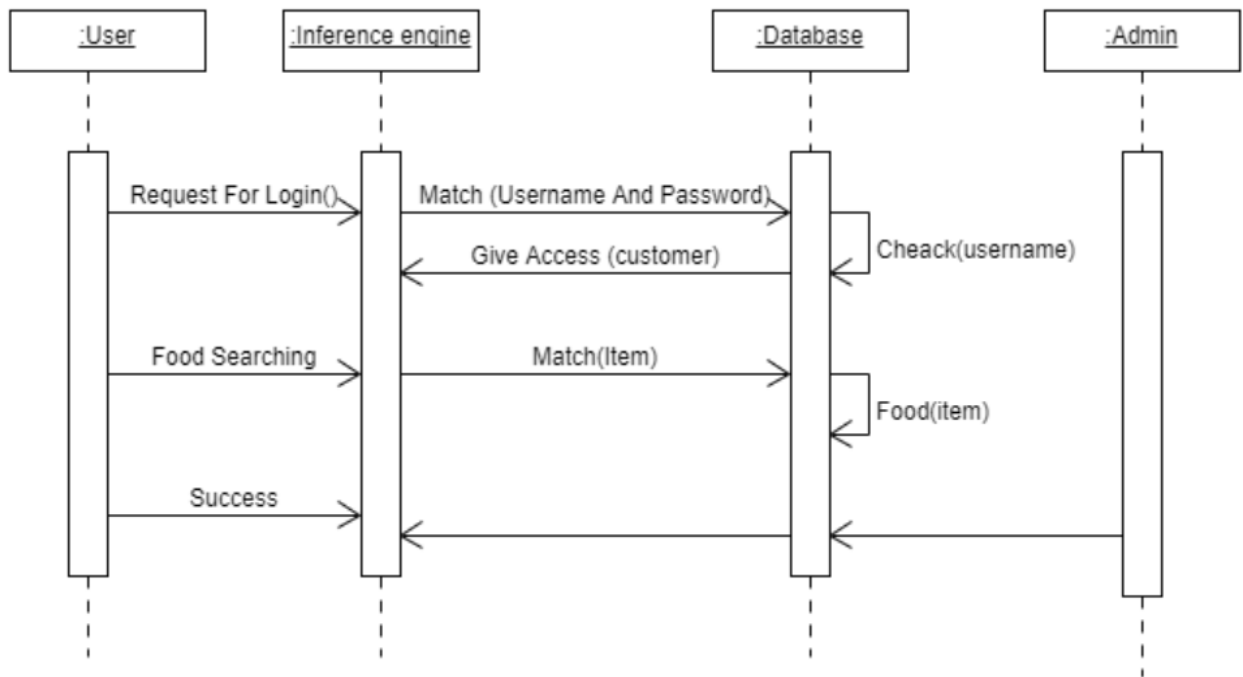 :User
:Inference engine
:Database
:Admin
Request For Login()
Match (Username And Password)
Cheack(username)
Give Access (customer)
Food Searching
Match(Item)
Food(item)
Success